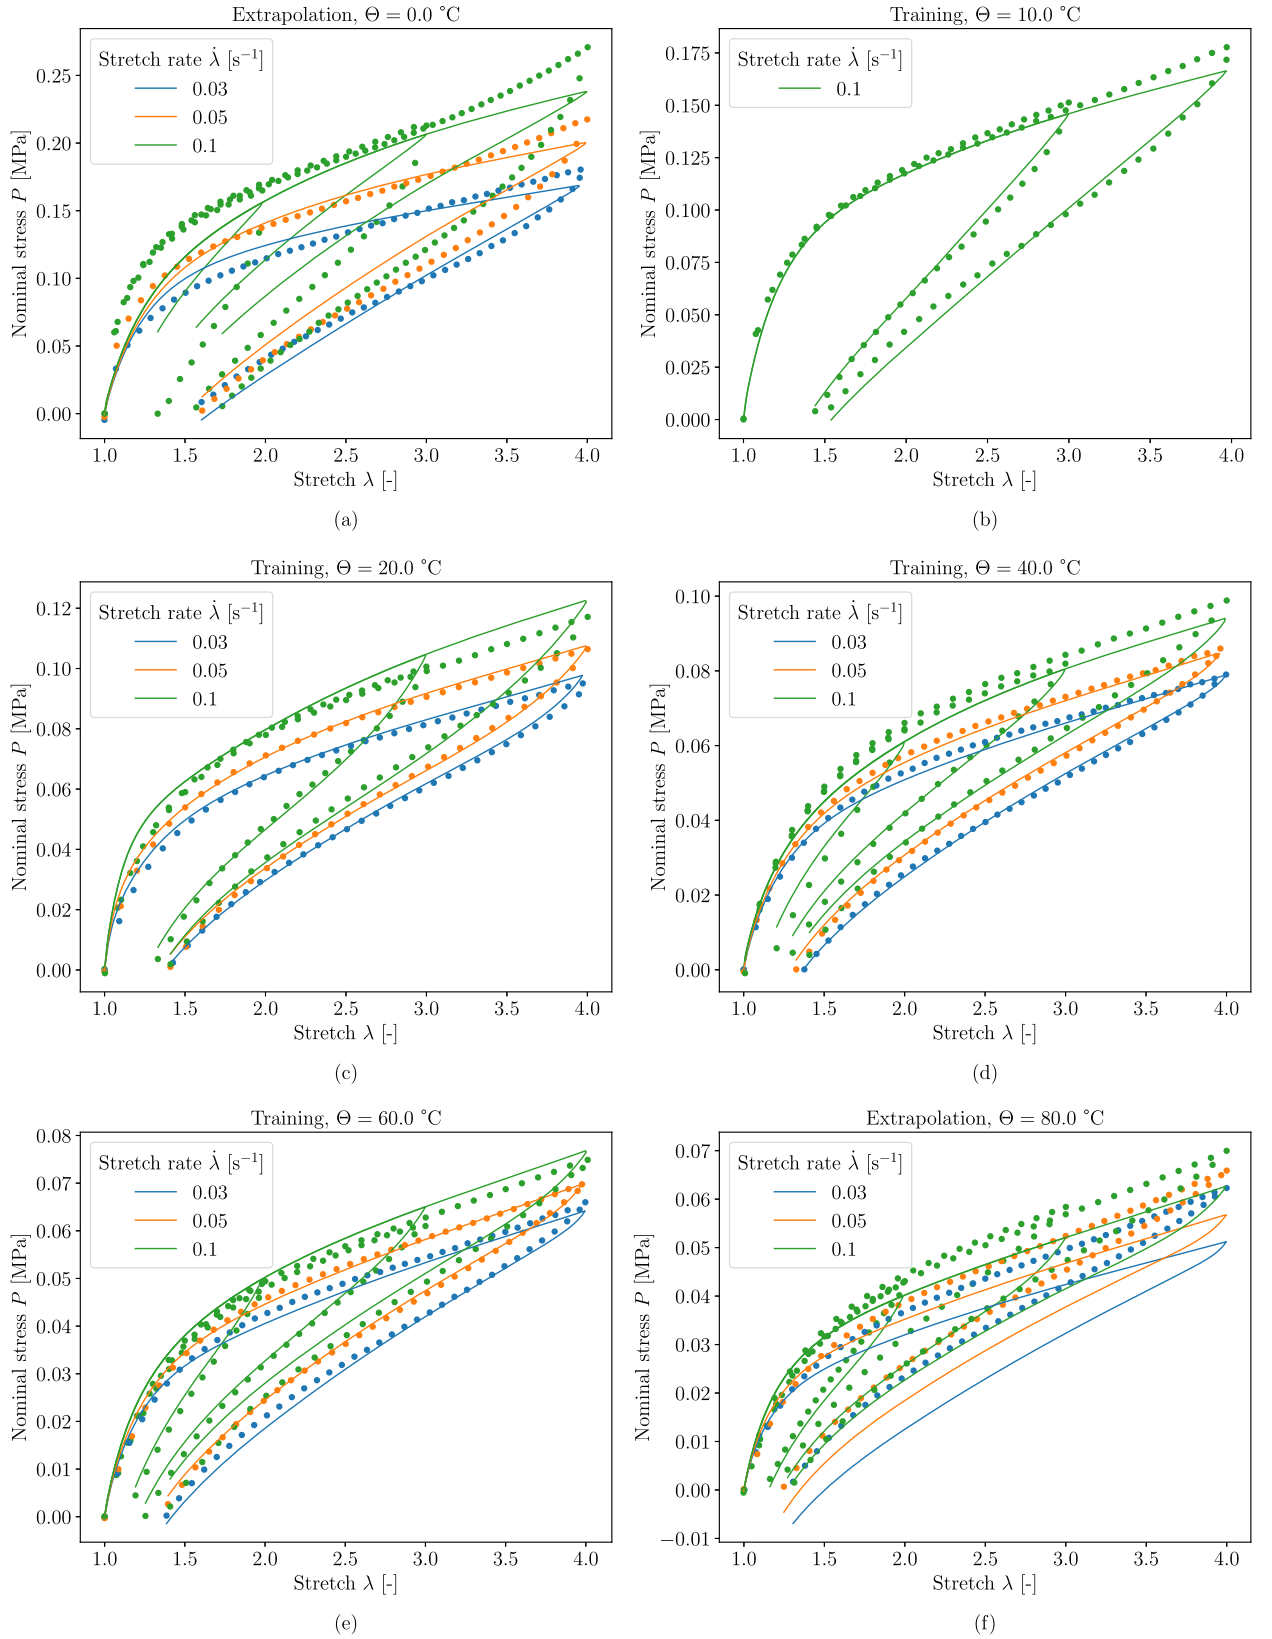 Extrapolation, Θ = 0.0 °C
Nominal stress P [MPa]
0.25
0.20
0.15
0.10
0.05
0.00
Stretch rate λ̇ [s⁻¹]
0.03
0.05
0.1
1.0 1.5 2.0 2.5 3.0 3.5 4.0
Stretch λ [-]
(a)
Training, Θ = 10.0 °C
Nominal stress P [MPa]
0.175
0.150
0.125
0.100
0.075
0.050
0.025
0.000
Stretch rate λ̇ [s⁻¹]
0.1
1.0 1.5 2.0 2.5 3.0 3.5 4.0
Stretch λ [-]
(b)
Training, Θ = 20.0 °C
Nominal stress P [MPa]
0.12
0.10
0.08
0.06
0.04
0.02
0.00
Stretch rate λ̇ [s⁻¹]
0.03
0.05
0.1
1.0 1.5 2.0 2.5 3.0 3.5 4.0
Stretch λ [-]
(c)
Training, Θ = 40.0 °C
Nominal stress P [MPa]
0.10
0.08
0.06
0.04
0.02
0.00
Stretch rate λ̇ [s⁻¹]
0.03
0.05
0.1
1.0 1.5 2.0 2.5 3.0 3.5 4.0
Stretch λ [-]
(d)
Training, Θ = 60.0 °C
Nominal stress P [MPa]
0.08
0.07
0.06
0.05
0.04
0.03
0.02
0.01
0.00
Stretch rate λ̇ [s⁻¹]
0.03
0.05
0.1
1.0 1.5 2.0 2.5 3.0 3.5 4.0
Stretch λ [-]
(e)
Extrapolation, Θ = 80.0 °C
Nominal stress P [MPa]
0.07
0.06
0.05
0.04
0.03
0.02
0.01
0.00
−0.01
Stretch rate λ̇ [s⁻¹]
0.03
0.05
0.1
1.0 1.5 2.0 2.5 3.0 3.5 4.0
Stretch λ [-]
(f)